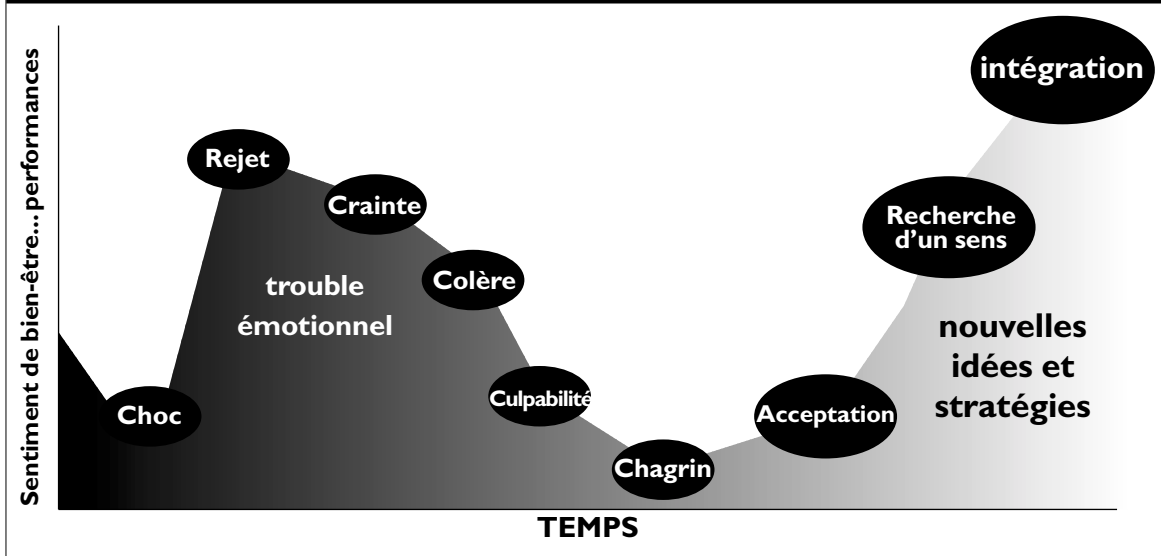 Sentiment de bien-être... performances
intégration
Rejet
Crainte
Recherche
d'un sens
Colère
trouble
émotionnel
nouvelles
idées et
stratégies
Culpabilité
Choc
Acceptation
Chagrin
TEMPS